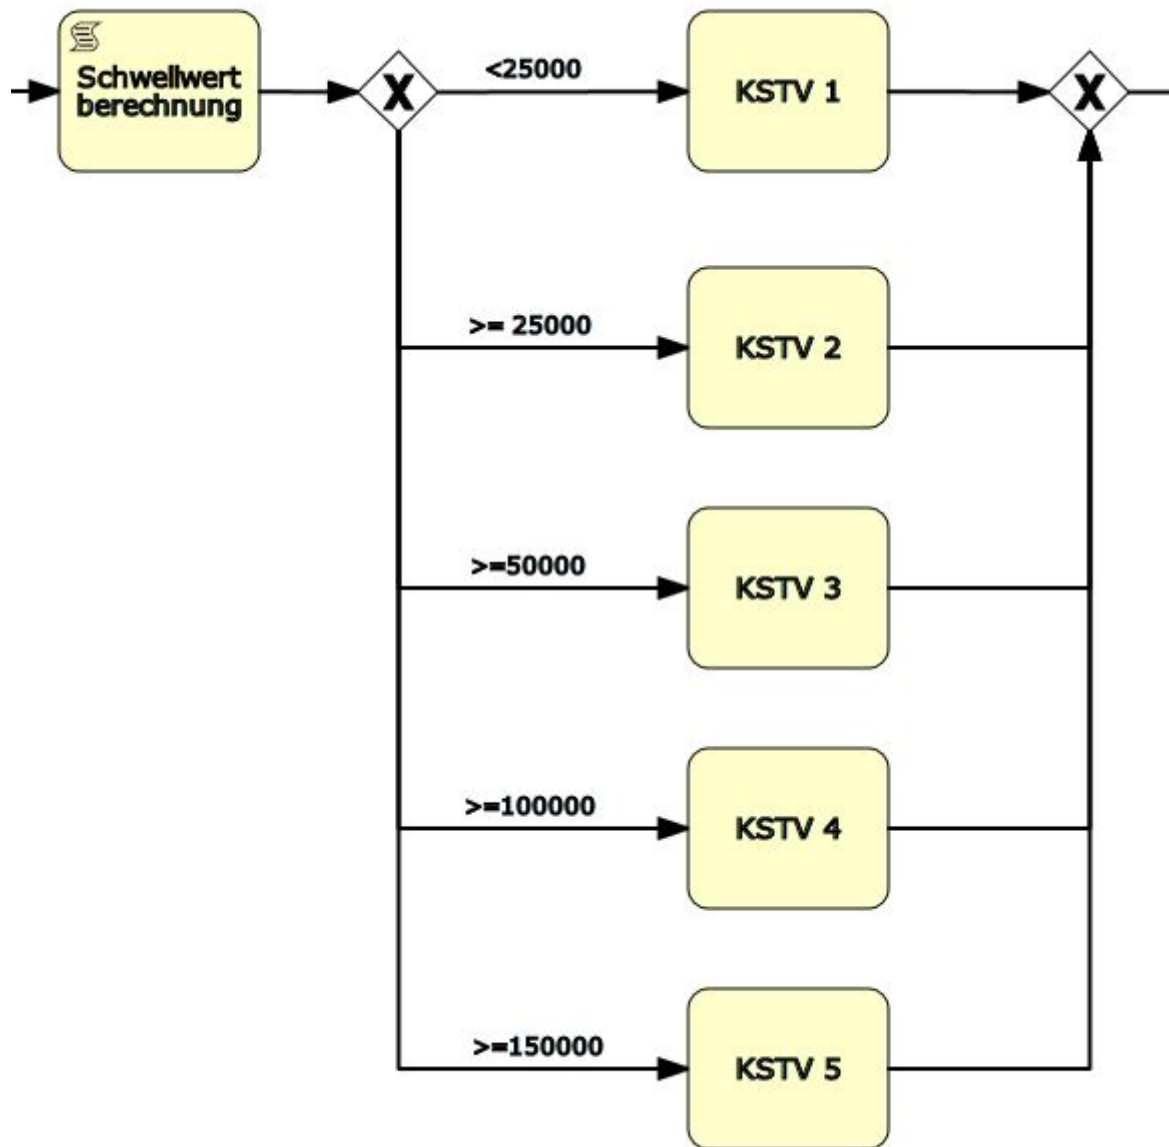 Schwellwert
berechnung
X
<25000
KSTV 1
X
>= 25000
KSTV 2
>=50000
KSTV 3
>=100000
KSTV 4
>=150000
KSTV 5